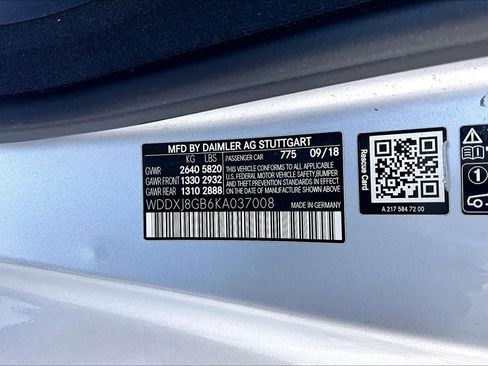 MFD BY DAIMLER AG STUTTGART
KG LBS PASSENGER CAR 775 09/18
GVWR 2640 5820
GAWR FRONT 1330 2932
GAWR REAR 1310 2888
THIS VEHICLE CONFORMS TO ALL
APPLICABLE U.S. FEDERAL MOTOR
VEHICLE SAFETY, BUMPER, AND
THEFT PREVENTION STANDARDS IN
EFFECT ON THE DATE OF
MANUFACTURE SHOWN ABOVE.
WDDXJ8GB6KA037008 MADE IN GERMANY
Rescue Card
A 217 584 72 00